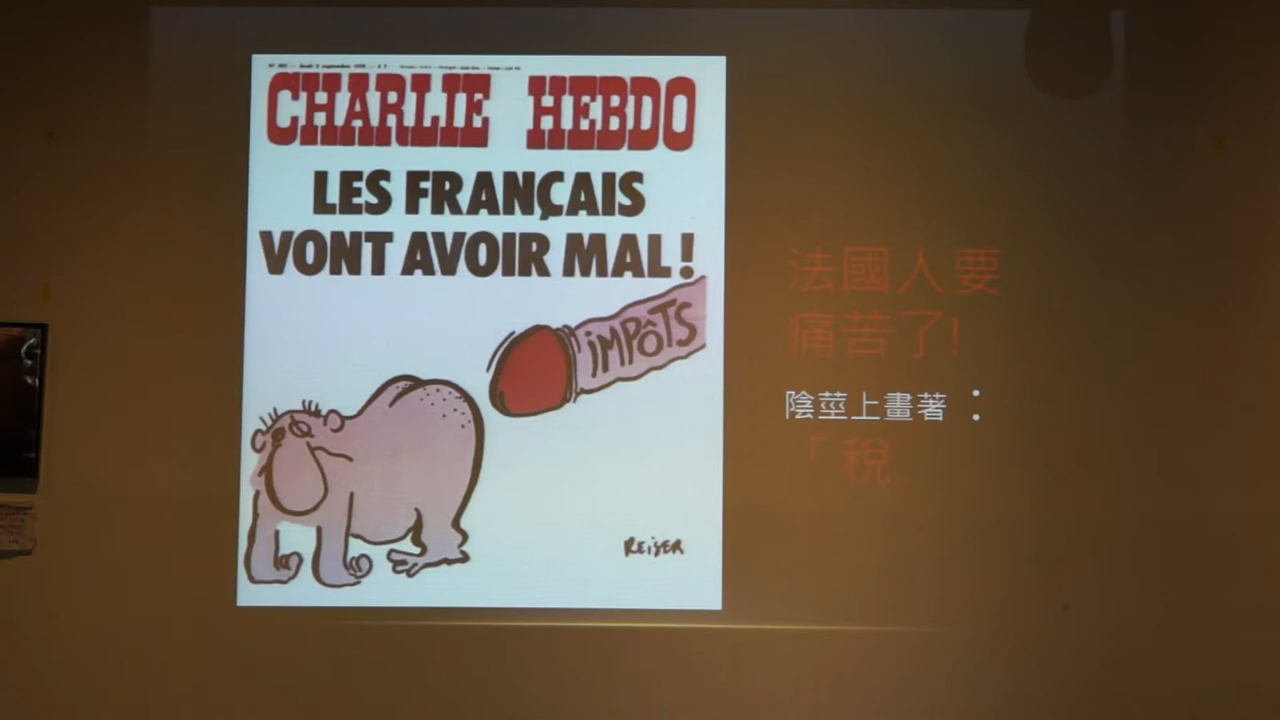 CHARLIE HEBDO
LES FRANÇAIS
VONT AVOIR MAL!
IMPÔTS
REISER
法國人要
痛苦了!
陰莖上畫著：
「稅